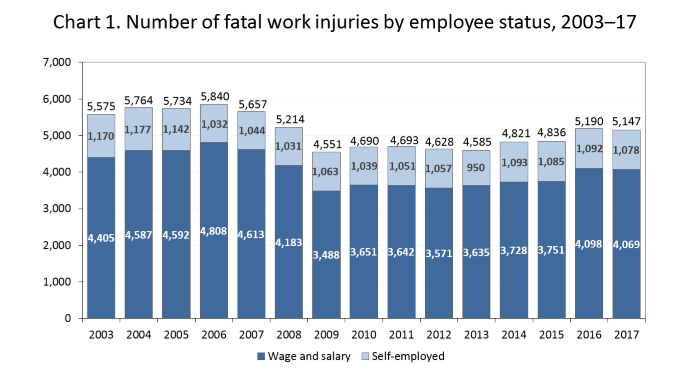 Chart 1. Number of fatal work injuries by employee status, 2003–17
7,000
6,000
5,000
4,000
3,000
2,000
1,000
0
5,575 5,764 5,734 5,840 5,657 5,214 4,551 4,690 4,693 4,628 4,585 4,821 4,836 5,190 5,147
1,170 1,177 1,142 1,032 1,044 1,031 1,063 1,039 1,051 1,057 950 1,093 1,085 1,092 1,078
4,405 4,587 4,592 4,808 4,613 4,183 3,488 3,651 3,642 3,571 3,635 3,728 3,751 4,098 4,069
2003 2004 2005 2006 2007 2008 2009 2010 2011 2012 2013 2014 2015 2016 2017
Wage and salary Self-employed